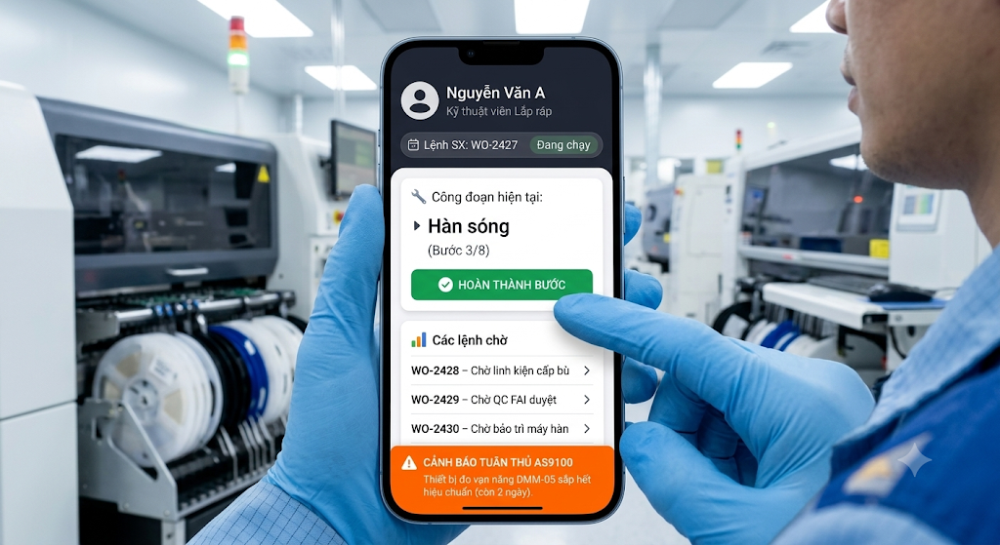 Nguyễn Văn A
Kỹ thuật viên Lắp ráp
Lệnh SX: WO-2427 Đang chạy
Công đoạn hiện tại:
Hàn sóng
(Bước 3/8)
HOÀN THÀNH BƯỚC
Các lệnh chờ
WO-2428 – Chờ linh kiện cấp bù
WO-2429 – Chờ QC FAI duyệt
WO-2430 – Chờ bảo trì máy hàn
CẢNH BÁO TUÂN THỦ AS9100
Thiết bị đo vạn năng DMM-05 sắp hết
hiệu chuẩn (còn 2 ngày).